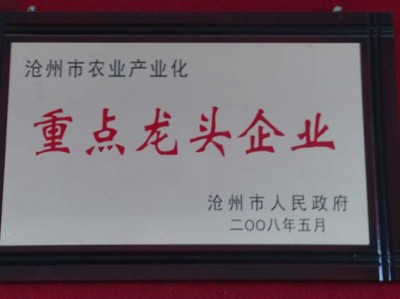 沧州市农业产业化
重点龙头企业
沧州市人民政府
二〇〇八年五月